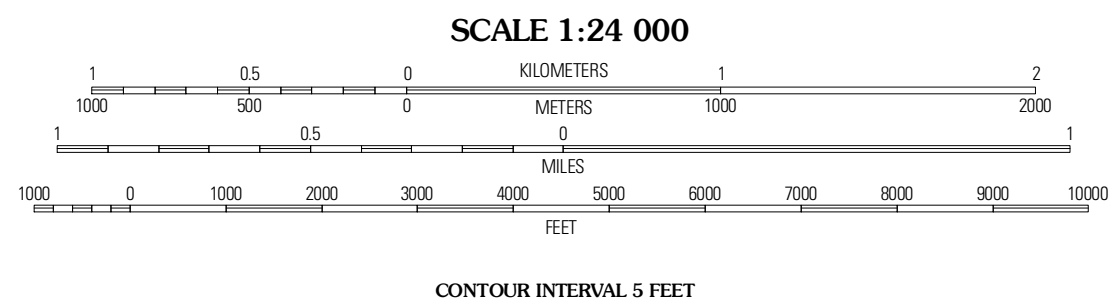 SCALE 1:24 000
1 0.5 0 KILOMETERS 1 2
1000 500 0 METERS 1000 2000
1 0.5 0 1
MILES
1000 0 1000 2000 3000 4000 5000 6000 7000 8000 9000 10000
FEET
CONTOUR INTERVAL 5 FEET